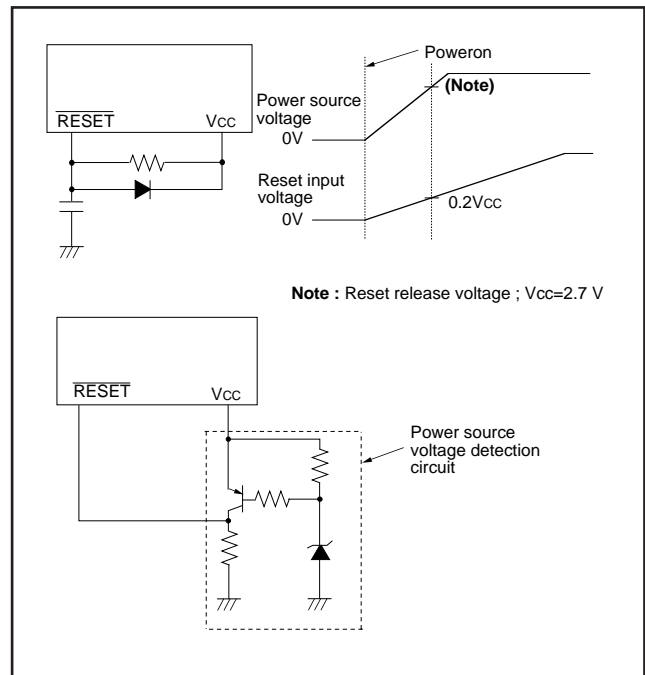 Poweron
(Note)
Power source
voltage
0V
RESET
Vcc
Reset input
voltage
0V
0.2Vcc
Note : Reset release voltage ; Vcc=2.7 V
RESET
Vcc
Power source
voltage detection
circuit